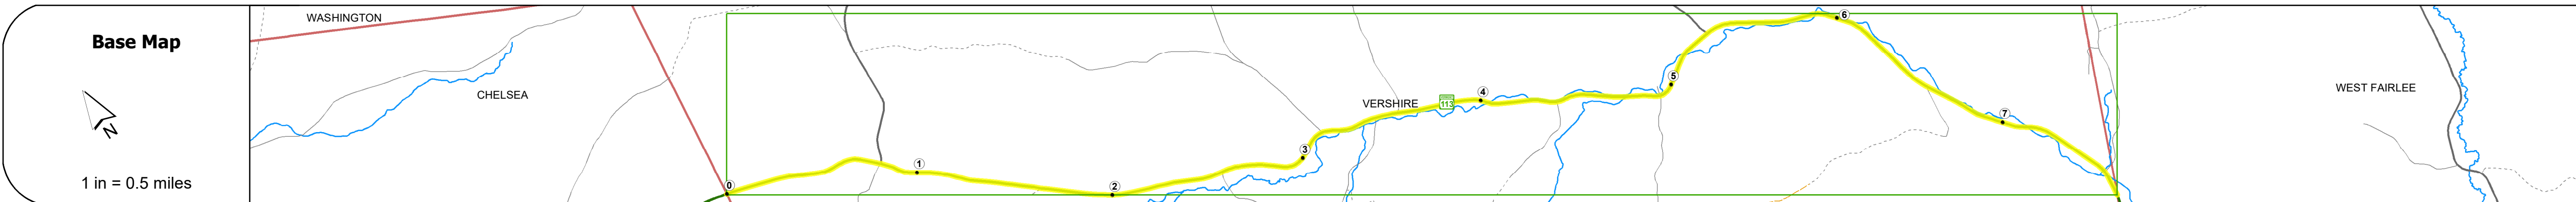 Base Map
N
1 in = 0.5 miles
WASHINGTON
CHELSEA
VERSHIRE
113
WEST FAIRLEE
0
1
2
3
4
5
6
7